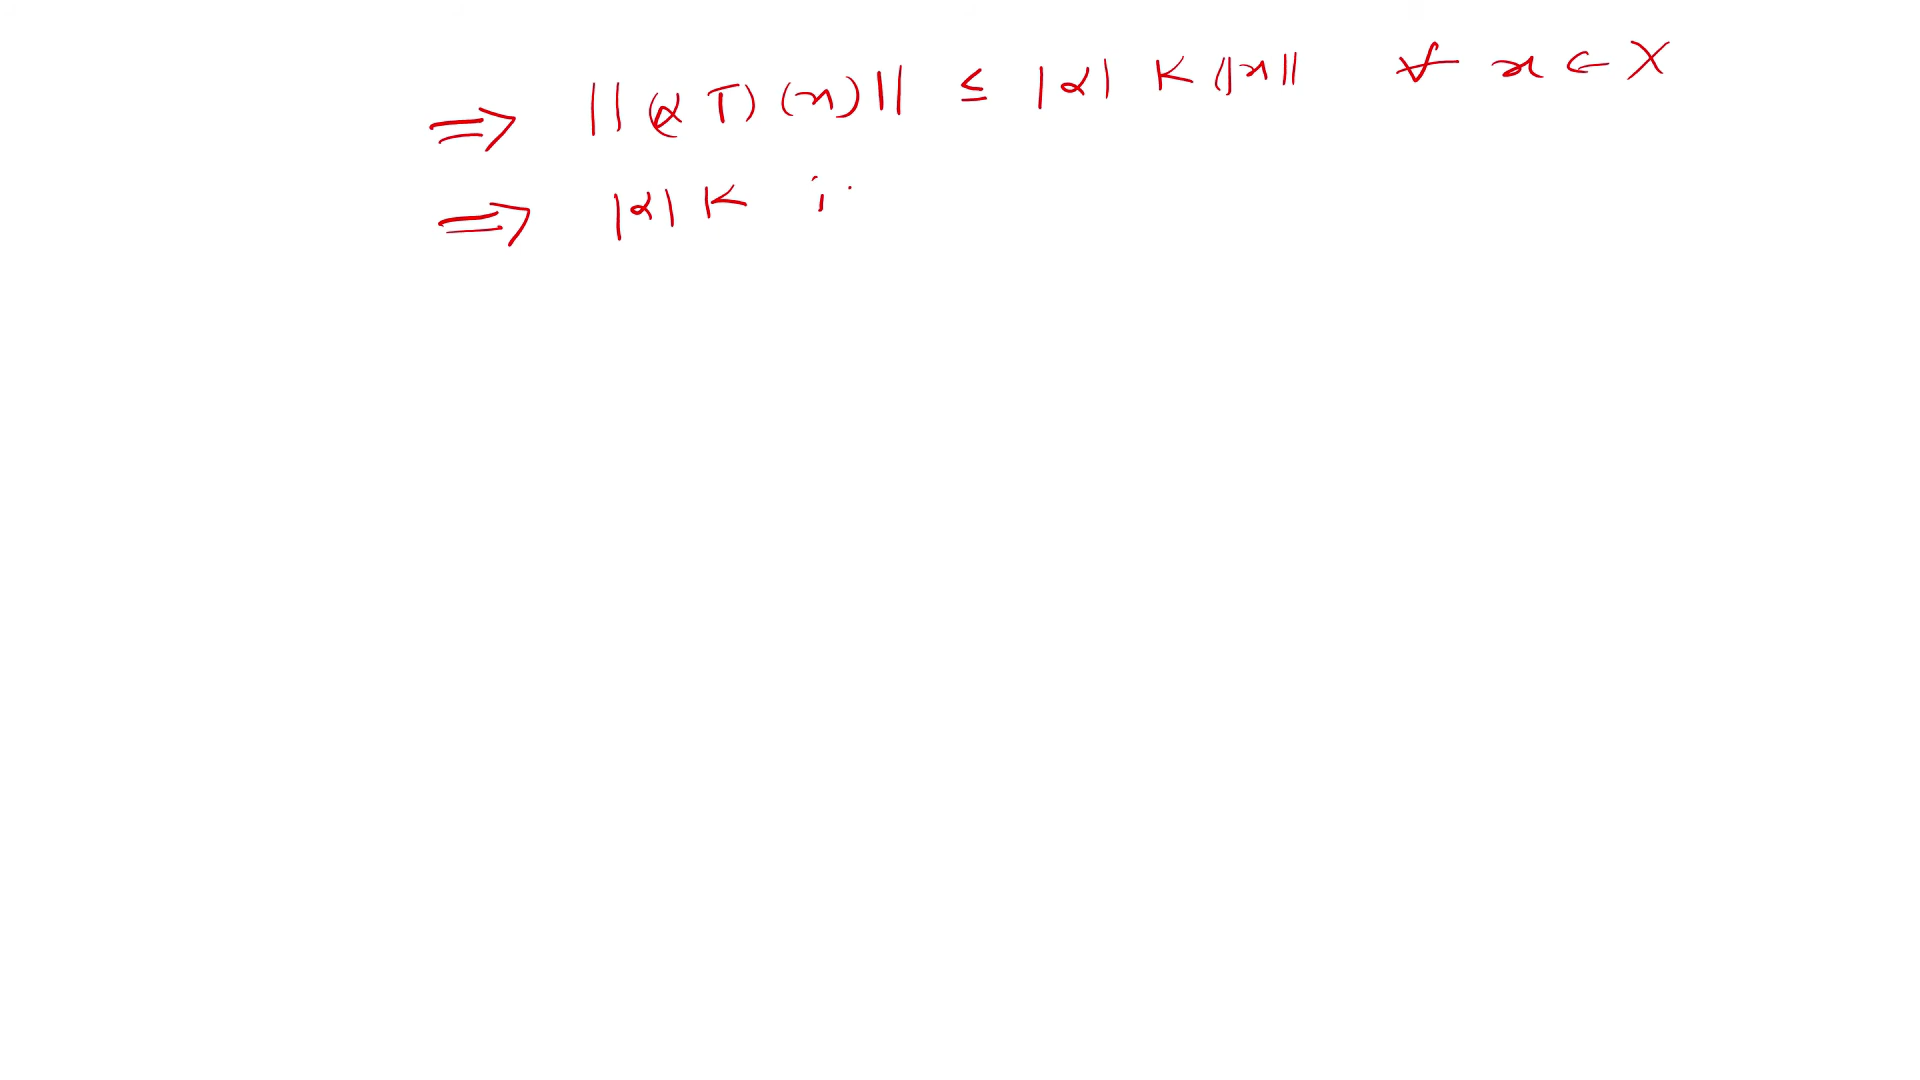 ⇒ ||(αT)(x)|| ≤ |α| K ||x|| ∀ x ∈ X
⇒ |α| K